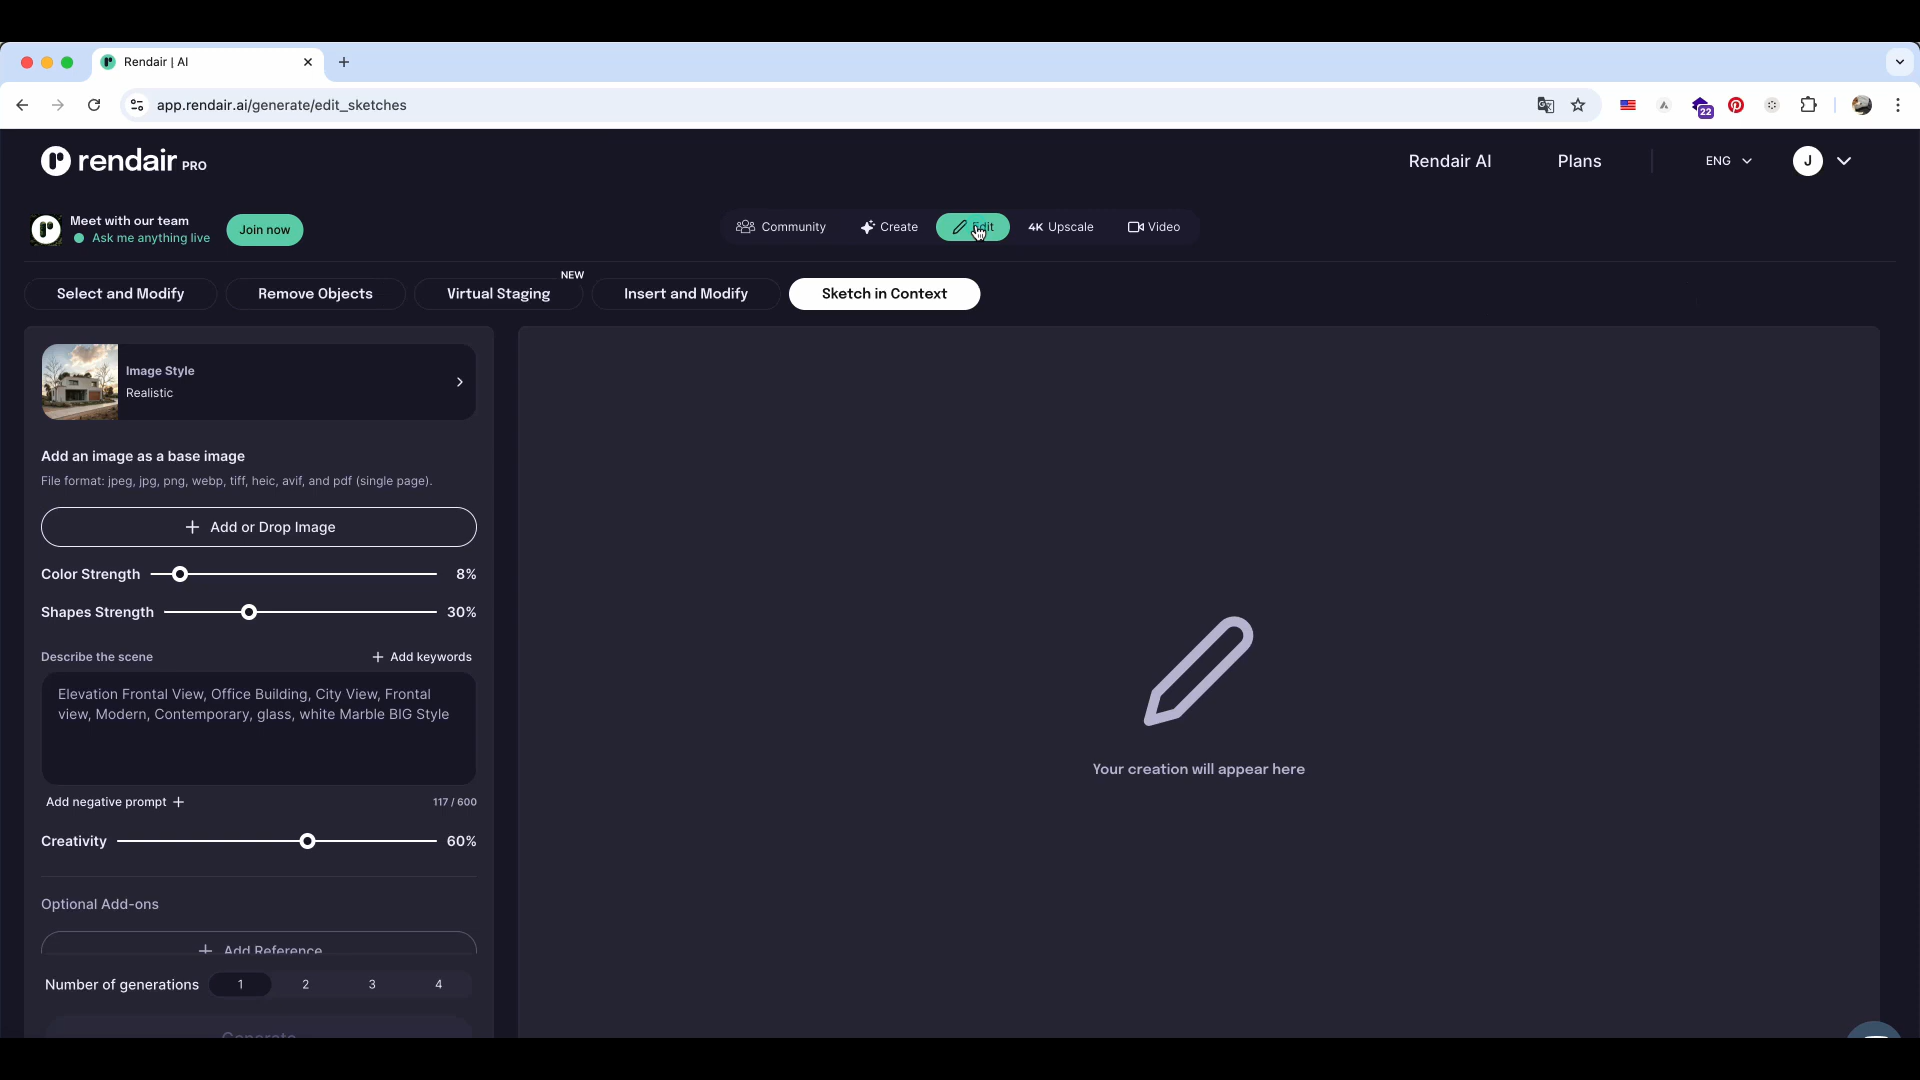 Rendair | AI
app.rendair.ai/generate/edit_sketches
22
rendair PRO
Rendair AI
Plans
ENG
J
Meet with our team
Ask me anything live
Join now
Community
Create
Edit
4K Upscale
Video
NEW
Select and Modify
Remove Objects
Virtual Staging
Insert and Modify
Sketch in Context
Image Style
Realistic
Add an image as a base image
File format: jpeg, jpg, png, webp, tiff, heic, avif, and pdf (single page).
+ Add or Drop Image
Color Strength 8%
Shapes Strength 30%
Describe the scene
+ Add keywords
Elevation Frontal View, Office Building, City View, Frontal
view, Modern, Contemporary, glass, white Marble BIG Style
Add negative prompt +
117 / 600
Creativity 60%
Optional Add-ons
+ Add Reference
Number of generations 1 2 3 4
Generate
Your creation will appear here